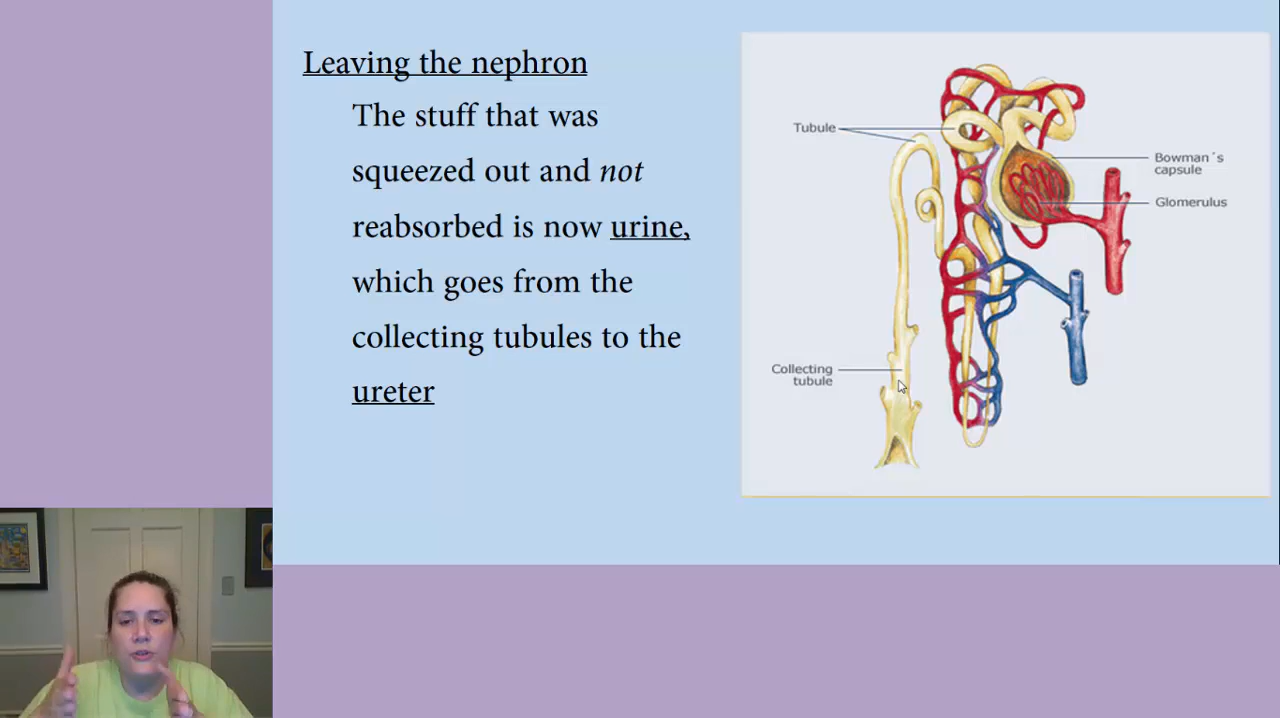 Leaving the nephron
The stuff that was
squeezed out and not
reabsorbed is now urine,
which goes from the
collecting tubules to the
ureter
Tubule
Bowman´s
capsule
Glomerulus
Collecting
tubule